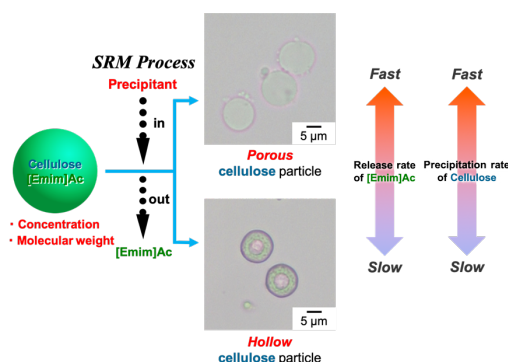 SRM Process
Precipitant
in
Cellulose
[Emim]Ac
・Concentration
・Molecular weight
out
[Emim]Ac
5 μm
Porous
cellulose particle
5 μm
Hollow
cellulose particle
Fast
Release rate
of [Emim]Ac
Slow
Fast
Precipitation rate
of Cellulose
Slow